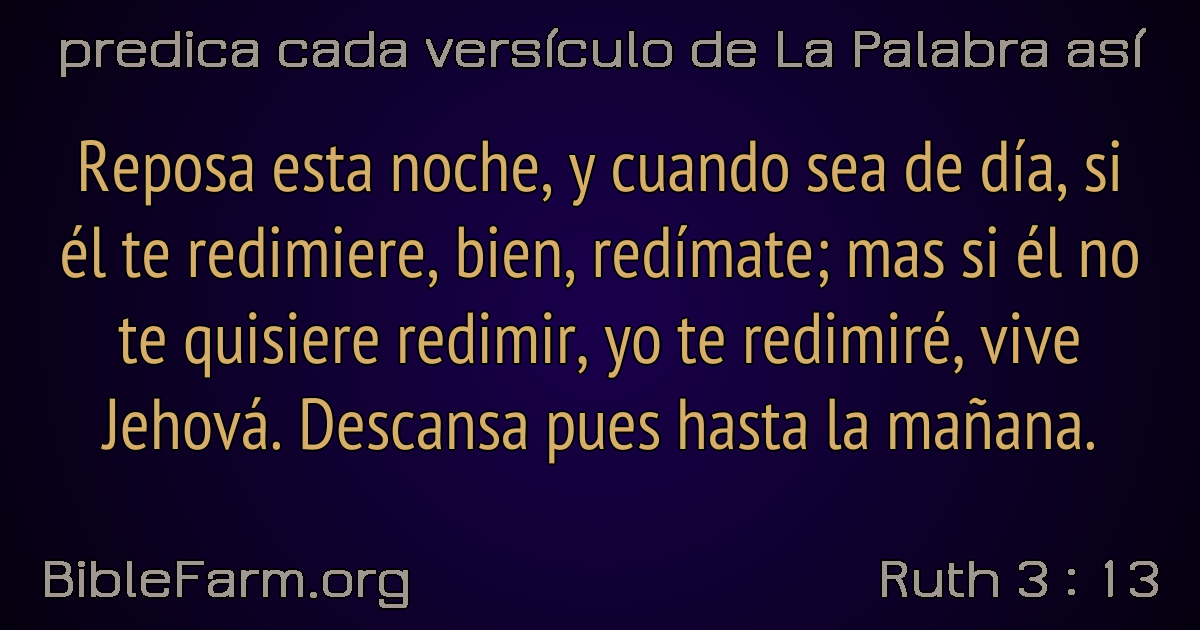 predica cada versículo de La Palabra así
Reposa esta noche, y cuando sea de día, si
él te redimiere, bien, redímate; mas si él no
te quisiere redimir, yo te redimiré, vive
Jehová. Descansa pues hasta la mañana.
BibleFarm.org
Ruth 3 : 13